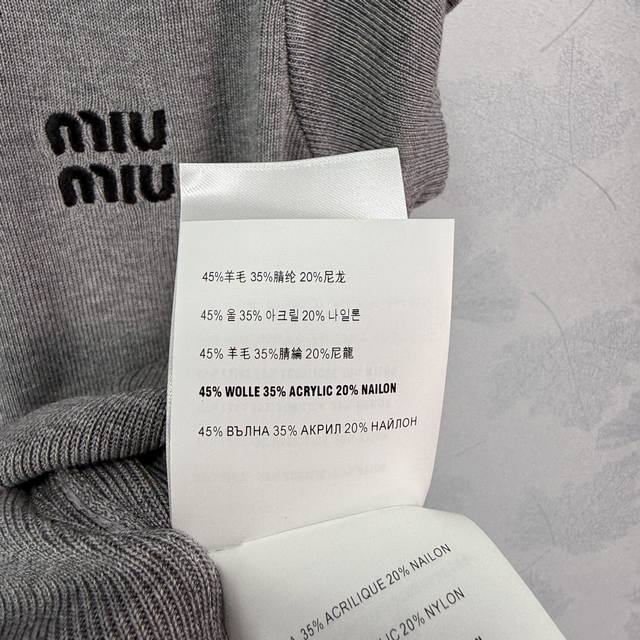 miu
miu
45%羊毛 35%腈纶 20%尼龙
45% 울 35% 아크릴 20% 나일론
45% 羊毛 35%腈綸 20%尼龍
45% WOLLE 35% ACRYLIC 20% NAILON
45% ВЪЛНА 35% АКРИЛ 20% НАЙЛОН
35% ACRILIQUE 20% NAILON
20% NYLON